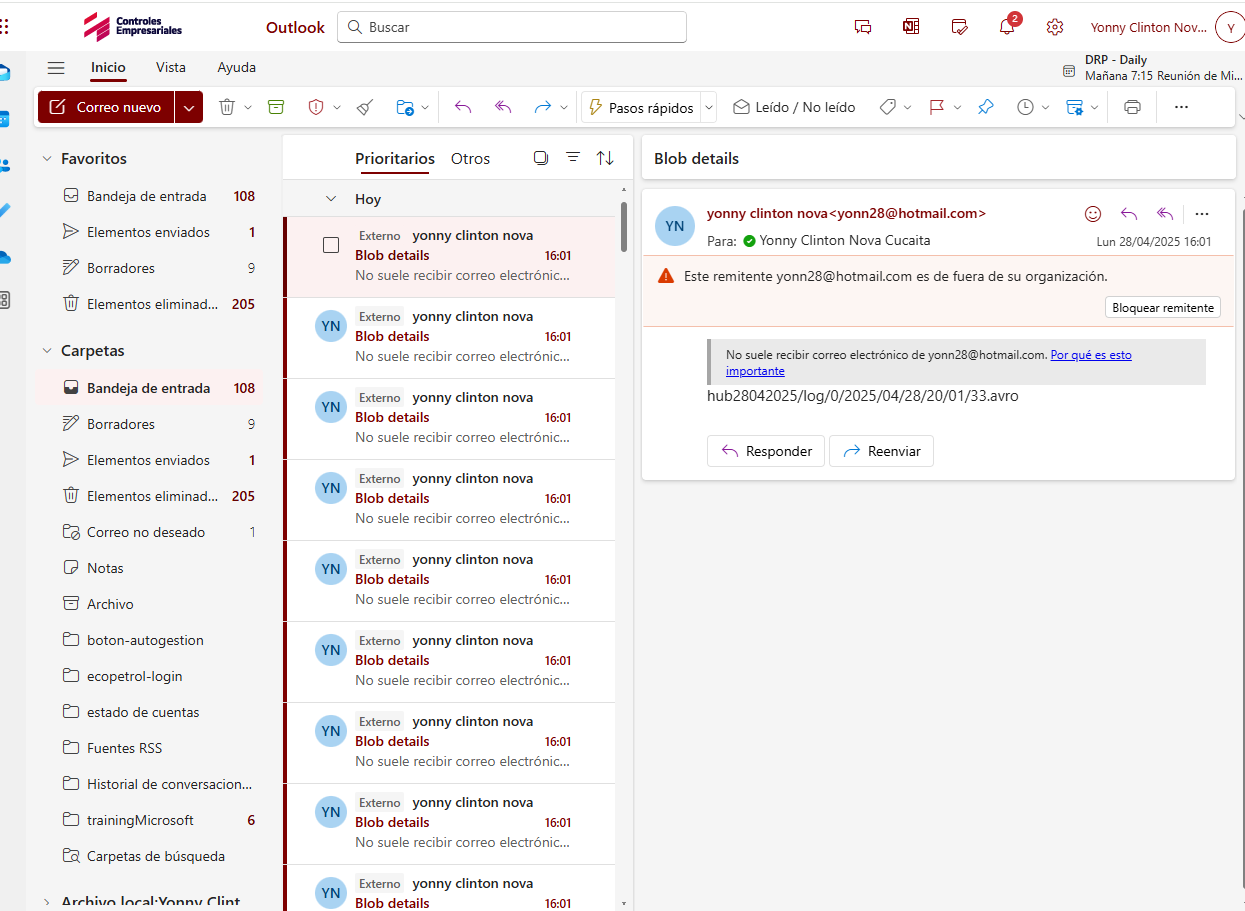 Controles
Empresariales
Outlook
Buscar
2
Yonny Clinton Nov...
Y
Inicio
Vista
Ayuda
DRP - Daily
Mañana 7:15 Reunión de Mi...
Correo nuevo
Pasos rápidos
Leído / No leído
Favoritos
Bandeja de entrada 108
Elementos enviados 1
Borradores 9
Elementos eliminad... 205
Carpetas
Bandeja de entrada 108
Borradores 9
Elementos enviados 1
Elementos eliminad... 205
Correo no deseado 1
Notas
Archivo
boton-autogestion
ecopetrol-login
estado de cuentas
Fuentes RSS
Historial de conversacion...
trainingMicrosoft 6
Carpetas de búsqueda
Archivo local:Yonny Clint
Prioritarios Otros
Hoy
Externo yonny clinton nova
Blob details 16:01
No suele recibir correo electrónic...
YN
Externo yonny clinton nova
Blob details 16:01
No suele recibir correo electrónic...
YN
Externo yonny clinton nova
Blob details 16:01
No suele recibir correo electrónic...
YN
Externo yonny clinton nova
Blob details 16:01
No suele recibir correo electrónic...
YN
Externo yonny clinton nova
Blob details 16:01
No suele recibir correo electrónic...
YN
Externo yonny clinton nova
Blob details 16:01
No suele recibir correo electrónic...
YN
Externo yonny clinton nova
Blob details 16:01
No suele recibir correo electrónic...
YN
Externo yonny clinton nova
Blob details 16:01
No suele recibir correo electrónic...
YN
Externo yonny clinton nova
Blob details 16:01
Blob details
YN
yonny clinton nova<yonn28@hotmail.com>
Para: Yonny Clinton Nova Cucaita
Lun 28/04/2025 16:01
Este remitente yonn28@hotmail.com es de fuera de su organización.
Bloquear remitente
No suele recibir correo electrónico de yonn28@hotmail.com. Por qué es esto
importante
hub28042025/log/0/2025/04/28/20/01/33.avro
Responder
Reenviar